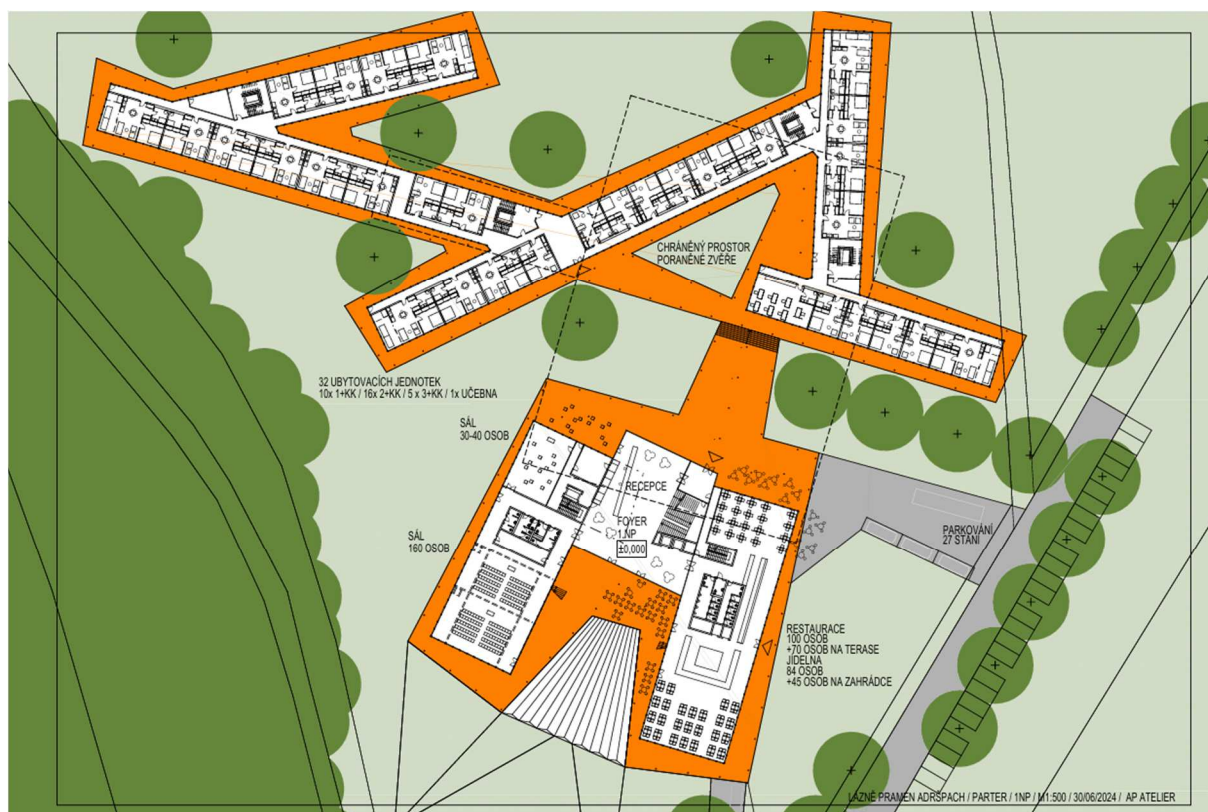 CHRÁNĚNÝ PROSTOR
PORANĚNÉ ZVĚŘE
32 UBYTOVACÍCH JEDNOTEK
10x 1+KK / 16x 2+KK / 5 x 3+KK / 1x UČEBNA
SÁL
30-40 OSOB
RECEPCE
SÁL
160 OSOB
FOYER
1.NP
±0,000
PARKOVÁNÍ
27 STÁNÍ
RESTAURACE
100 OSOB
+70 OSOB NA TERASE
JÍDELNA
84 OSOB
+45 OSOB NA ZAHRÁDCE
LÁZNĚ PRAMEN ADRŠPACH / PARTER / 1NP / M1:500 / 30/06/2024 / AP ATELIER